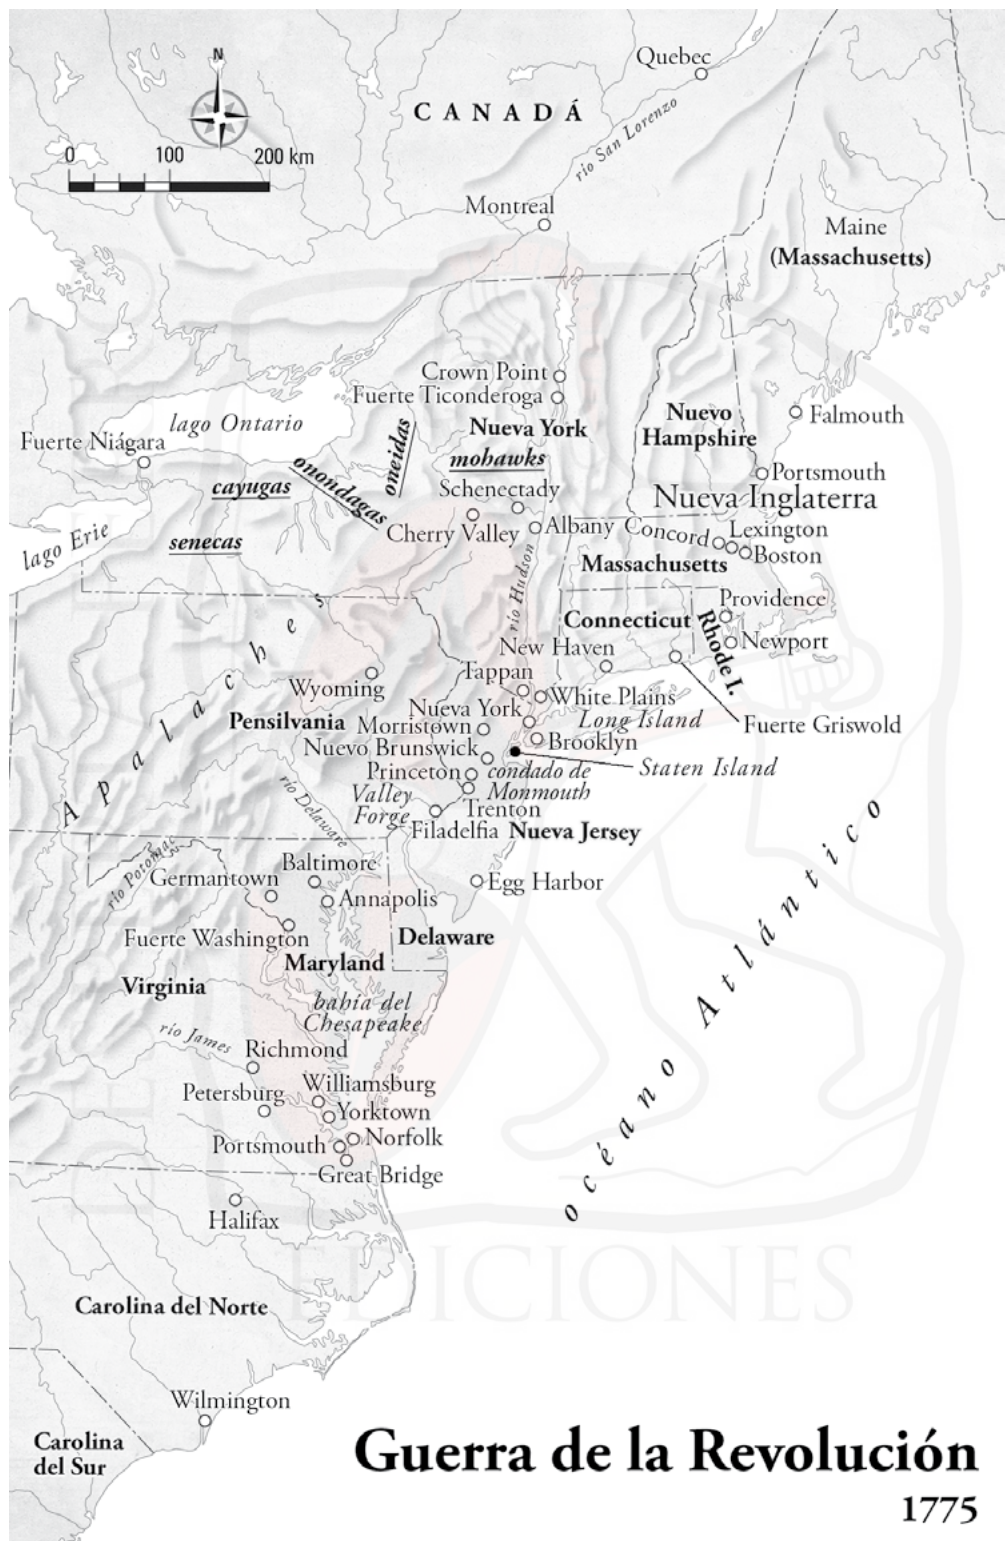 Quebec
N
CANADÁ
0 100 200 km
río San Lorenzo
Montreal
Maine
(Massachusetts)
Crown Point
Fuerte Ticonderoga
lago Ontario
Nuevo
Hampshire
Falmouth
Fuerte Niágara
Nueva York
oneidas
mohawks
onondagas
cayugas
Portsmouth
Schenectady
Nueva Inglaterra
Cherry Valley
Albany
Concord
Lexington
Boston
lago Erie
senecas
Massachusetts
río Hudson
Providence
Connecticut
Rhode I.
Newport
New Haven
Tappan
Wyoming
White Plains
Nueva York
Long Island
Fuerte Griswold
Pensilvania
Morristown
Brooklyn
Nuevo Brunswick
Staten Island
Apalaches
Princeton
condado de
Monmouth
Valley
Forge
Trenton
río Delaware
Filadelfia
Nueva Jersey
río Potomac
Baltimore
Germantown
Egg Harbor
Annapolis
Fuerte Washington
Delaware
Maryland
Virginia
bahía del
Chesapeake
océano Atlántico
río James
Richmond
Williamsburg
Petersburg
Yorktown
Norfolk
Portsmouth
Great Bridge
Halifax
EDICIONES
Carolina del Norte
Wilmington
Carolina
del Sur
Guerra de la Revolución
1775